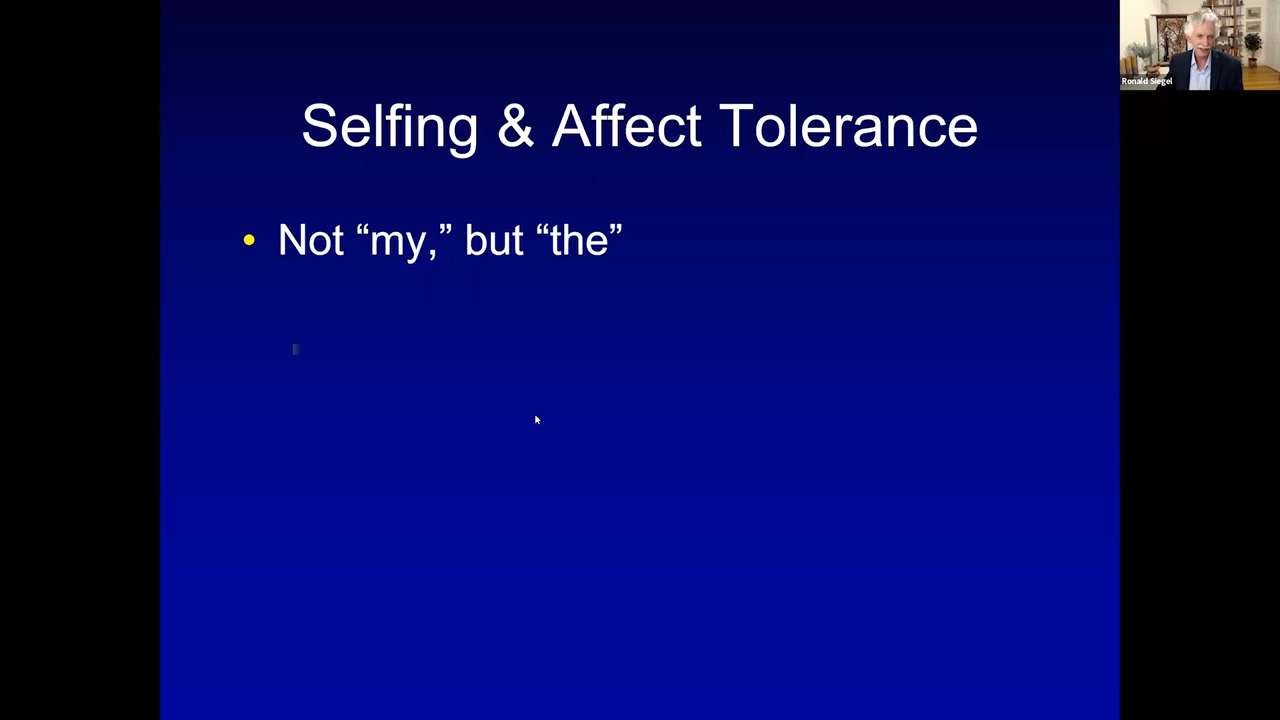 Ronald Siegel
Selfing & Affect Tolerance
• Not “my,” but “the”